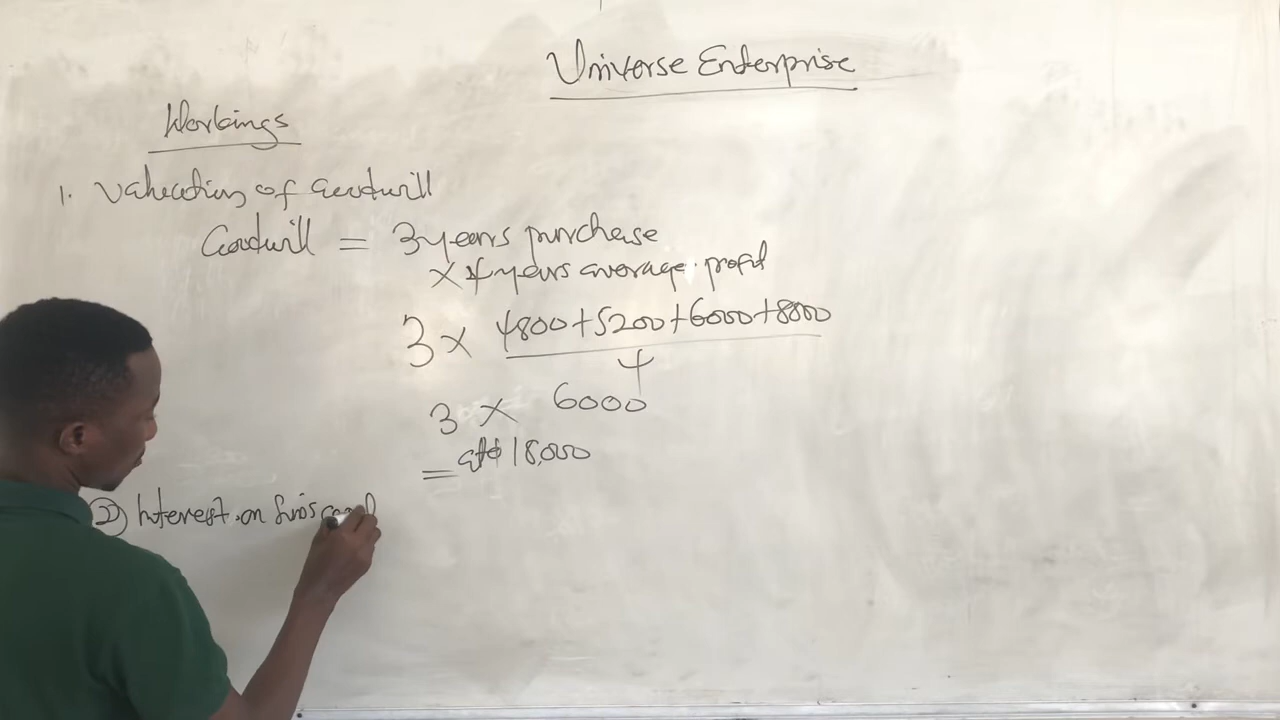 Universe Enterprise
Workings
1. Valuation of Goodwill
Goodwill = 3 years purchase
× 4 years average profit
3 × 4800+5200+6000+8000
4
3 × 6000
= 18,000
② Interest on